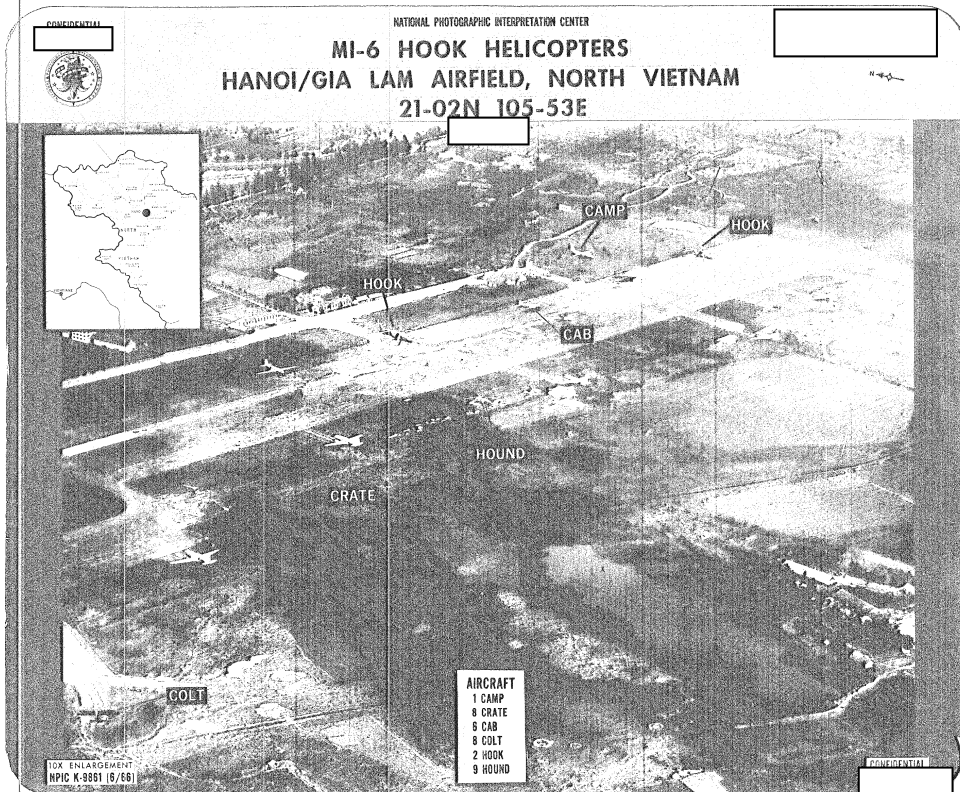 CONFIDENTIAL
NATIONAL PHOTOGRAPHIC INTERPRETATION CENTER
MI-6 HOOK HELICOPTERS
HANOI/GIA LAM AIRFIELD, NORTH VIETNAM
21-02N 105-53E
N
CAMP
HOOK
HOOK
CAB
HOUND
CRATE
COLT
AIRCRAFT
1 CAMP
8 CRATE
6 CAB
8 COLT
2 HOOK
9 HOUND
10X ENLARGEMENT
NPIC K-9861 (6/66)
CONFIDENTIAL